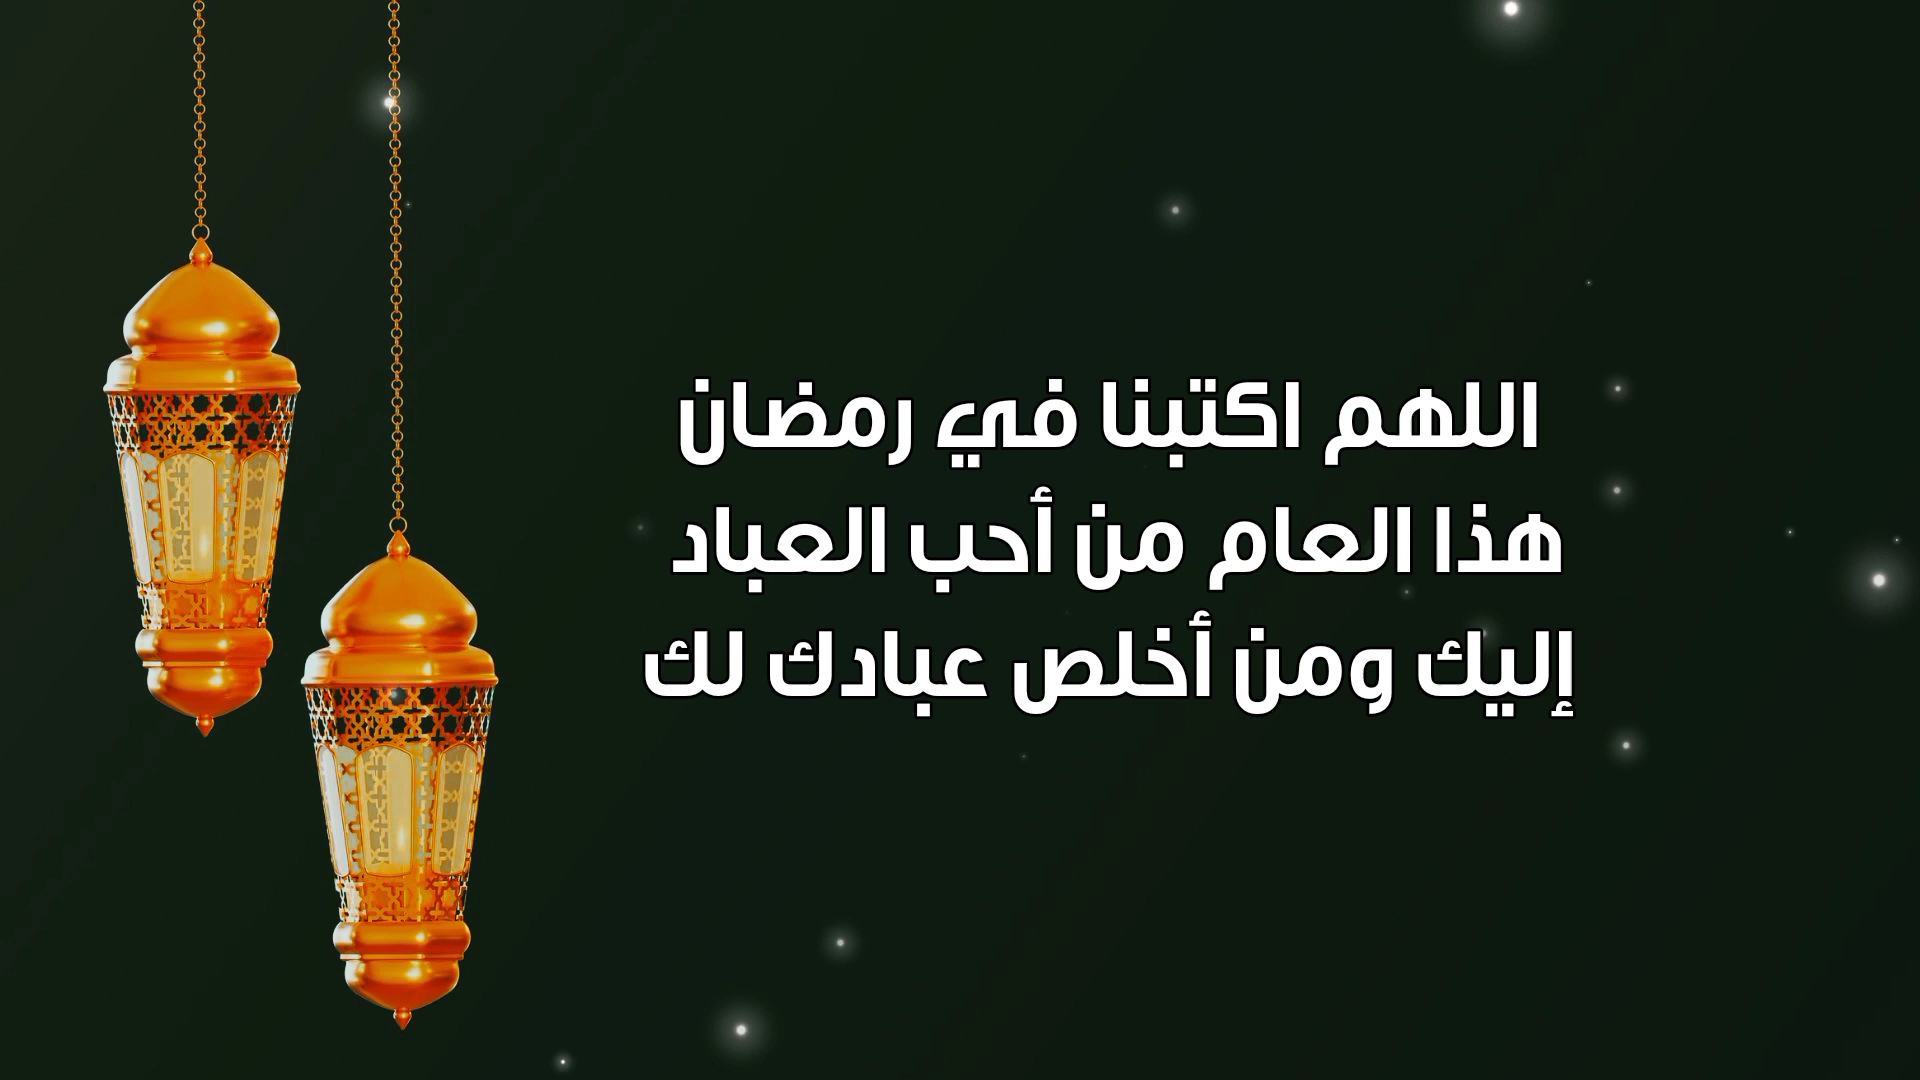 اللهم اكتبنا في رمضان
هذا العام من أحب العباد
إليك ومن أخلص عبادك لك